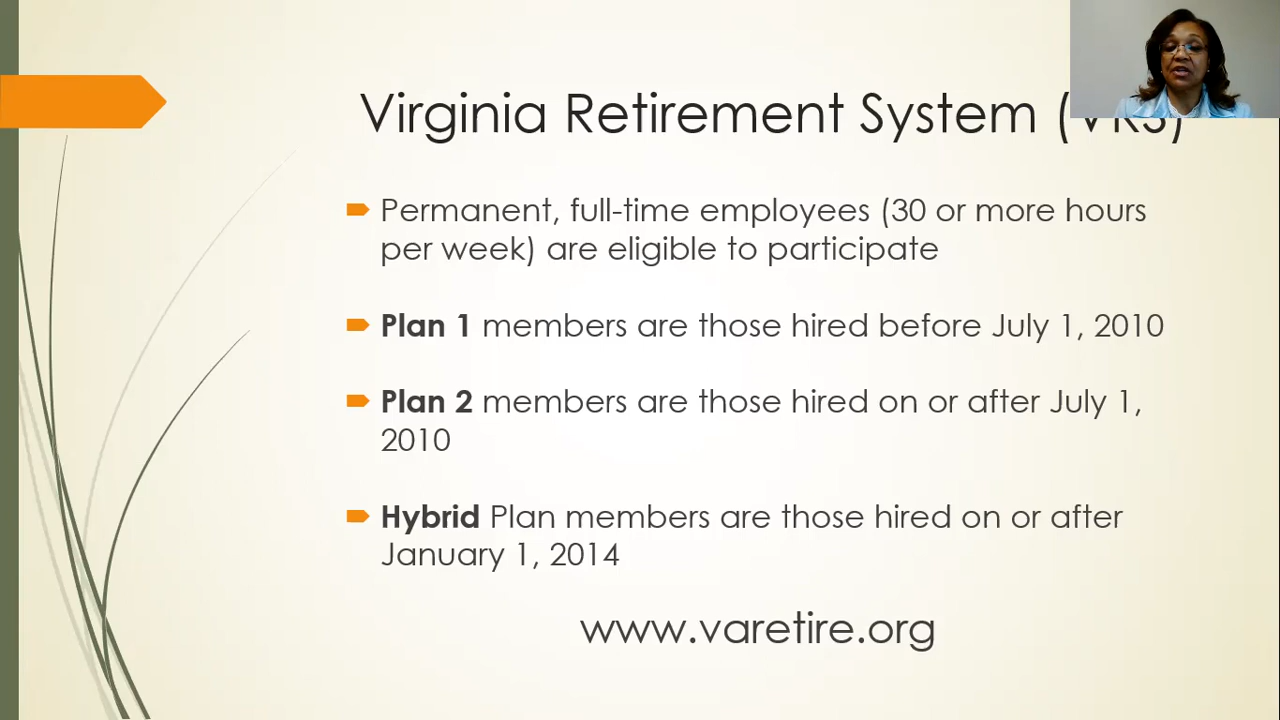 Virginia Retirement System (VRS)
Permanent, full-time employees (30 or more hours
per week) are eligible to participate
Plan 1 members are those hired before July 1, 2010
Plan 2 members are those hired on or after July 1,
2010
Hybrid Plan members are those hired on or after
January 1, 2014
www.varetire.org